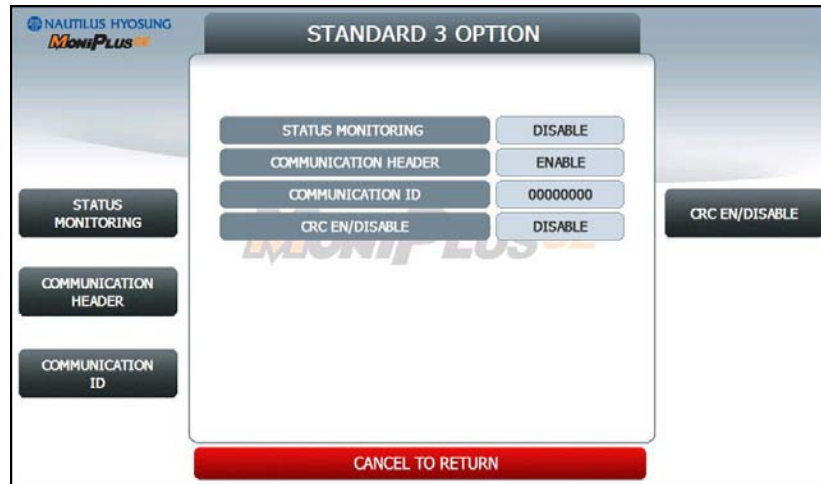 NAUTILUS HYOSUNG
MONIPLUS
STANDARD 3 OPTION
STATUS MONITORING DISABLE
COMMUNICATION HEADER ENABLE
COMMUNICATION ID 00000000
CRC EN/DISABLE DISABLE
STATUS
MONITORING
COMMUNICATION
HEADER
COMMUNICATION
ID
CRC EN/DISABLE
MONIPLUS
CANCEL TO RETURN